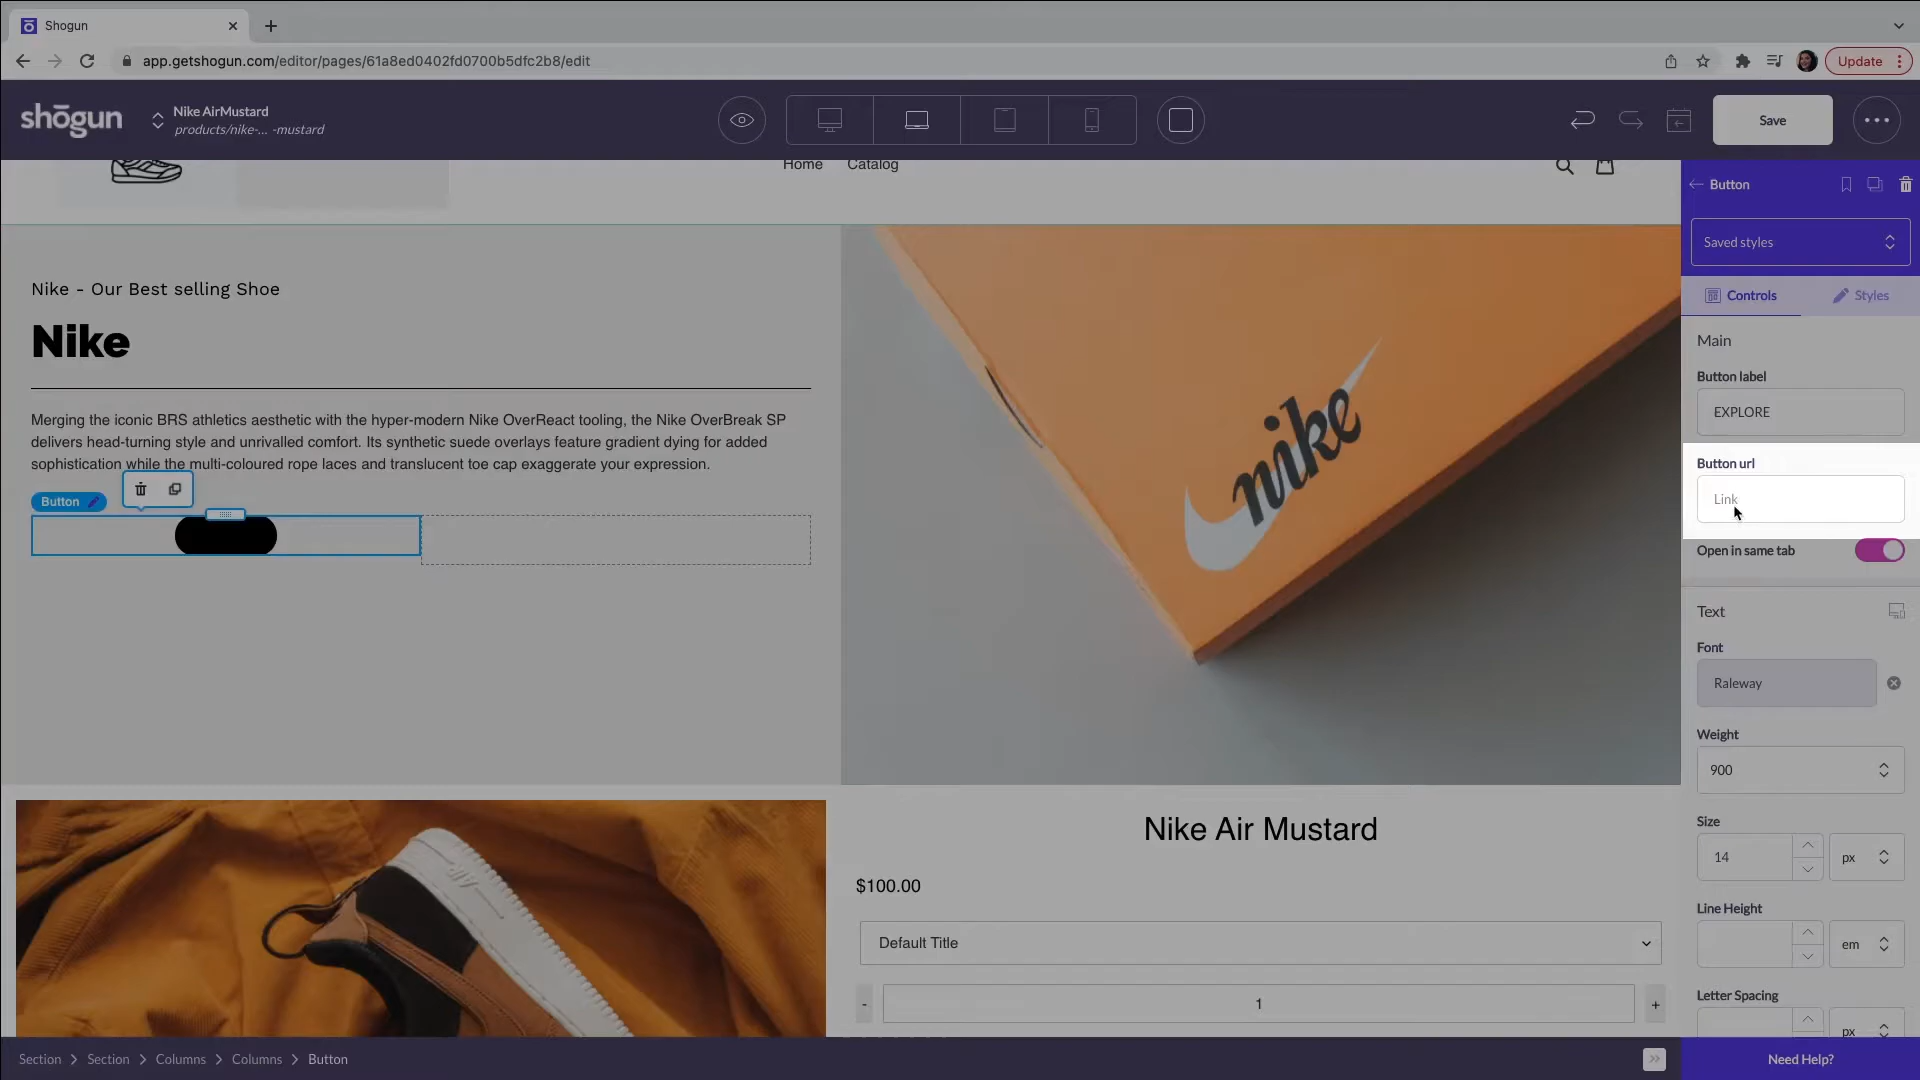 Shogun
app.getshogun.com/editor/pages/61a8ed0402fd0700b5dfc2b8/edit
Update
shōgun
Nike AirMustard
products/nike-... -mustard
Save
Home
Catalog
Button
Saved styles
Controls
Styles
Main
Button label
EXPLORE
Button url
Link
Open in same tab
Text
Font
Raleway
Weight
900
Size
14
px
Line Height
em
Letter Spacing
px
Nike - Our Best selling Shoe
Nike
Merging the iconic BRS athletics aesthetic with the hyper-modern Nike OverReact tooling, the Nike OverBreak SP
delivers head-turning style and unrivalled comfort. Its synthetic suede overlays feature gradient dying for added
sophistication while the multi-coloured rope laces and translucent toe cap exaggerate your expression.
Button
nike
Nike Air Mustard
$100.00
Default Title
-
1
+
Section
Section
Columns
Columns
Button
Need Help?